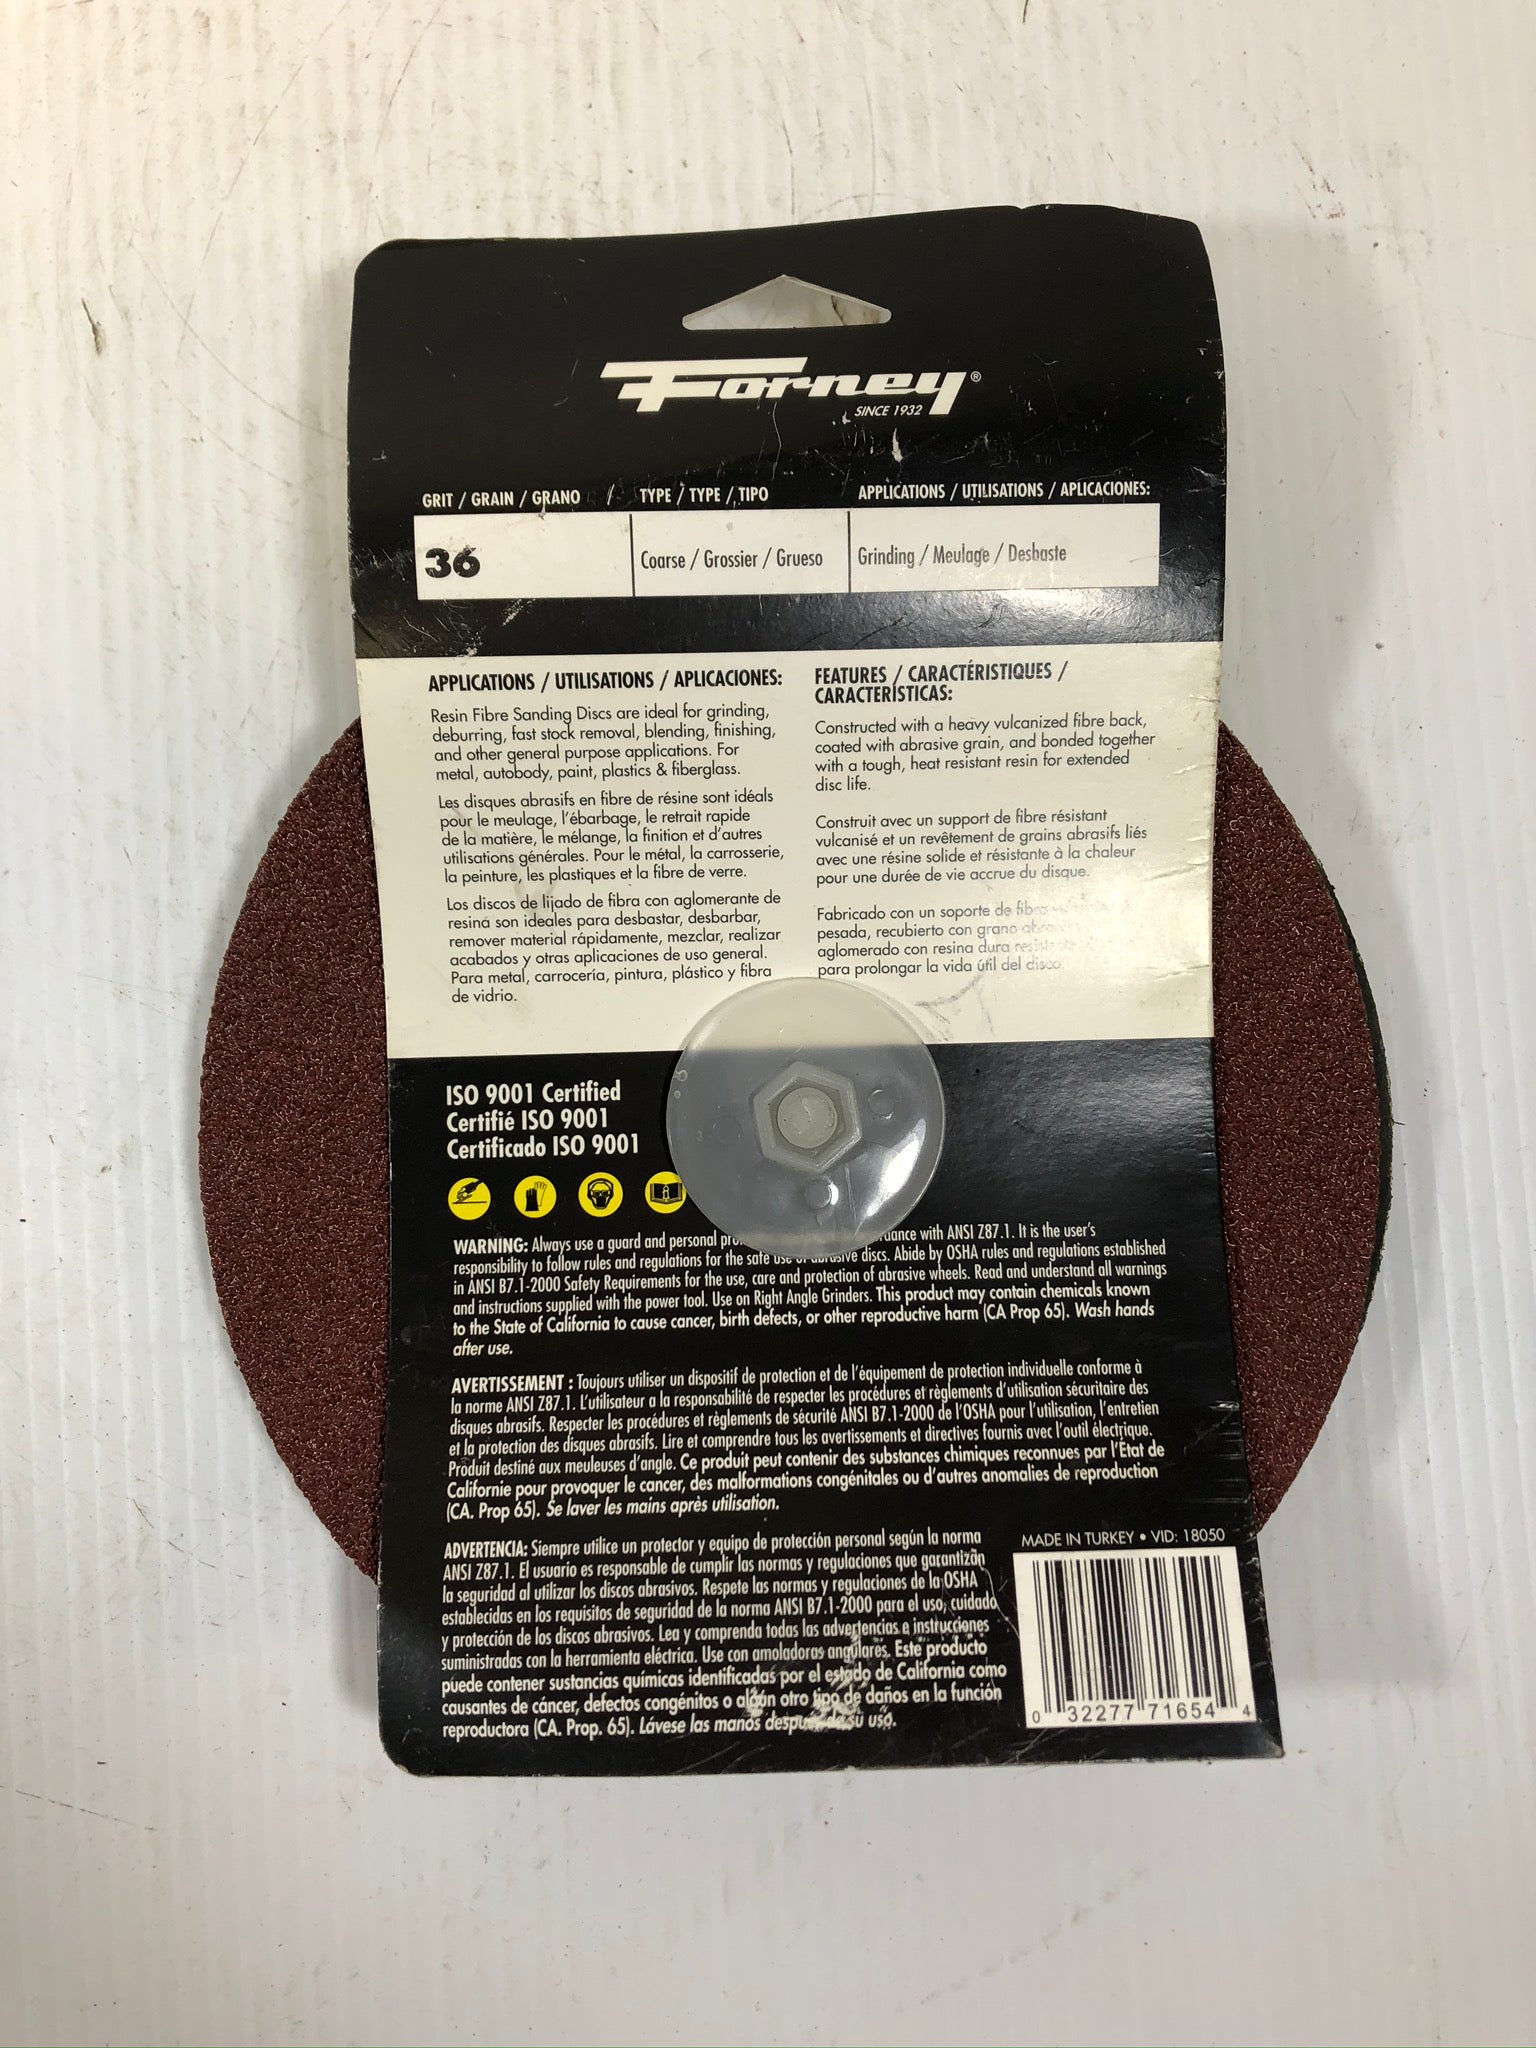 Forney®
SINCE 1932
GRIT / GRAIN / GRANO
TYPE / TYPE / TIPO
APPLICATIONS / UTILISATIONS / APLICACIONES:
36
Coarse / Grossier / Grueso
Grinding / Meulage / Desbaste
APPLICATIONS / UTILISATIONS / APLICACIONES:
Resin Fibre Sanding Discs are ideal for grinding,
deburring, fast stock removal, blending, finishing,
and other general purpose applications. For
metal, autobody, paint, plastics & fiberglass.
Les disques abrasifs en fibre de résine sont idéals
pour le meulage, l'ébarbage, le retrait rapide
de la matière, le mélange, la finition et d'autres
utilisations générales. Pour le métal, la carrosserie,
la peinture, les plastiques et la fibre de verre.
Los discos de lijado de fibra con aglomerante de
resina son ideales para desbastar, desbarbar,
remover material rápidamente, mezclar, realizar
acabados y otras aplicaciones de uso general.
Para metal, carrocería, pintura, plástico y fibra
de vidrio.
FEATURES / CARACTÉRISTIQUES /
CARACTERÍSTICAS:
Constructed with a heavy vulcanized fibre back,
coated with abrasive grain, and bonded together
with a tough, heat resistant resin for extended
disc life.
Construit avec un support de fibre résistant
vulcanisé et un revêtement de grains abrasifs liés
avec une résine solide et résistante à la chaleur
pour une durée de vie accrue du disque.
Fabricado con un soporte de
pesada, recubierto con grano
aglomerado con resina dura
para prolongar la vida útil del disco
ISO 9001 Certified
Certifié ISO 9001
Certificado ISO 9001
WARNING: Always use a guard and personal with ANSI Z87.1. It is the user's
responsibility to follow rules and regulations for the safe use of abrasive discs. Abide by OSHA rules and regulations established
in ANSI B7.1-2000 Safety Requirements for the use, care and protection of abrasive wheels. Read and understand all warnings
and instructions supplied with the power tool. Use on Right Angle Grinders. This product may contain chemicals known
to the State of California to cause cancer, birth defects, or other reproductive harm (CA Prop 65). Wash hands
after use.
AVERTISSEMENT : Toujours utiliser un dispositif de protection et de l'équipement de protection individuelle conforme à
la norme ANSI Z87.1. L'utilisateur a la responsabilité de respecter les procédures et règlements d'utilisation sécuritaire des
disques abrasifs. Respecter les procédures et règlements de sécurité ANSI B7.1-2000 de l'OSHA pour l'utilisation, l'entretien
et la protection des disques abrasifs. Lire et comprendre tous les avertissements et directives fournis avec l'outil électrique.
Produit destiné aux meuleuses d'angle. Ce produit peut contenir des substances chimiques reconnues par l'État de
Californie pour provoquer le cancer, des malformations congénitales ou d'autres anomalies de reproduction
(CA. Prop 65). Se laver les mains après utilisation.
ADVERTENCIA: Siempre utilice un protector y equipo de protección personal según la norma
ANSI Z87.1. El usuario es responsable de cumplir las normas y regulaciones que garantizan
la seguridad al utilizar los discos abrasivos. Respete las normas y regulaciones de la OSHA
establecidas en los requisitos de seguridad de la norma ANSI B7.1-2000 para el uso, cuidado
y protección de los discos abrasivos. Lea y comprenda todas las advertencias e instrucciones
suministradas con la herramienta eléctrica. Use con amoladoras angulares. Este producto
puede contener sustancias químicas identificadas por el estado de California como
causantes de cáncer, defectos congénitos o algún otro tipo de daños en la función
reproductora (CA. Prop. 65). Lávese las manos después de su uso.
MADE IN TURKEY • VID: 18050
0 32277 71654 4